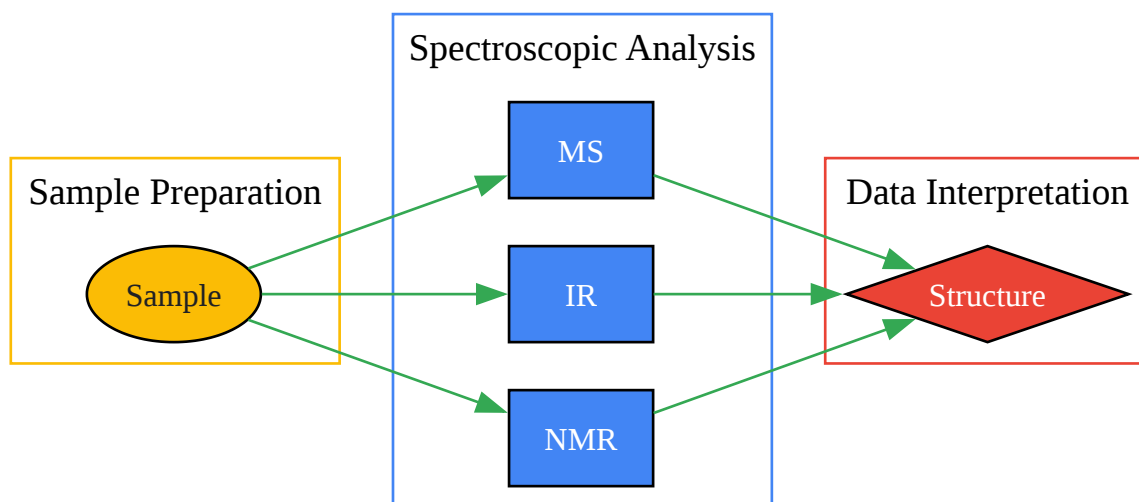 Sample Preparation
Sample
Spectroscopic Analysis
MS
IR
NMR
Data Interpretation
Structure